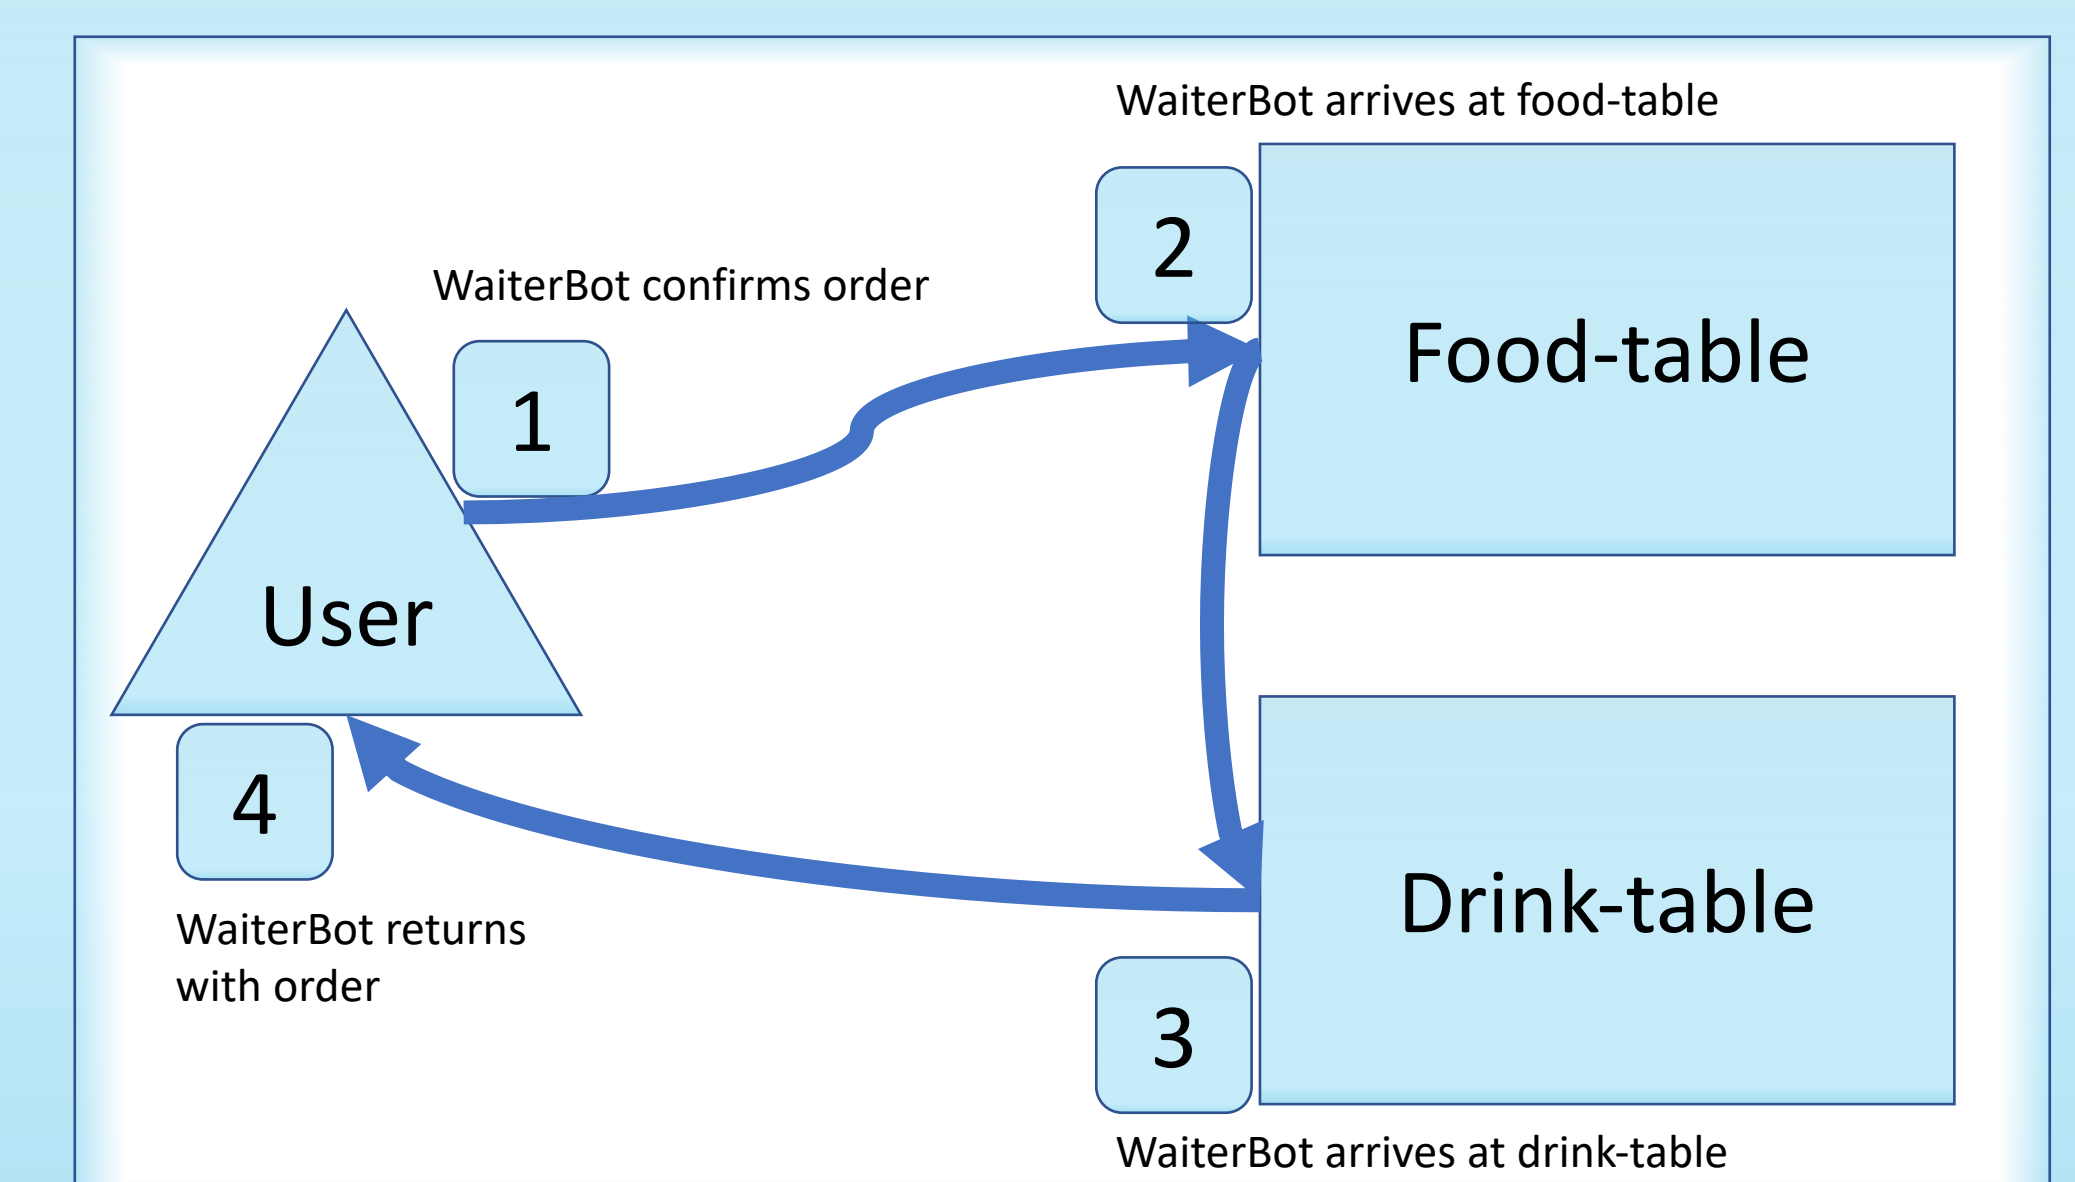 WaiterBot arrives at food-table
2
Food-table
WaiterBot confirms order
1
User
4
WaiterBot returns
with order
Drink-table
3
WaiterBot arrives at drink-table